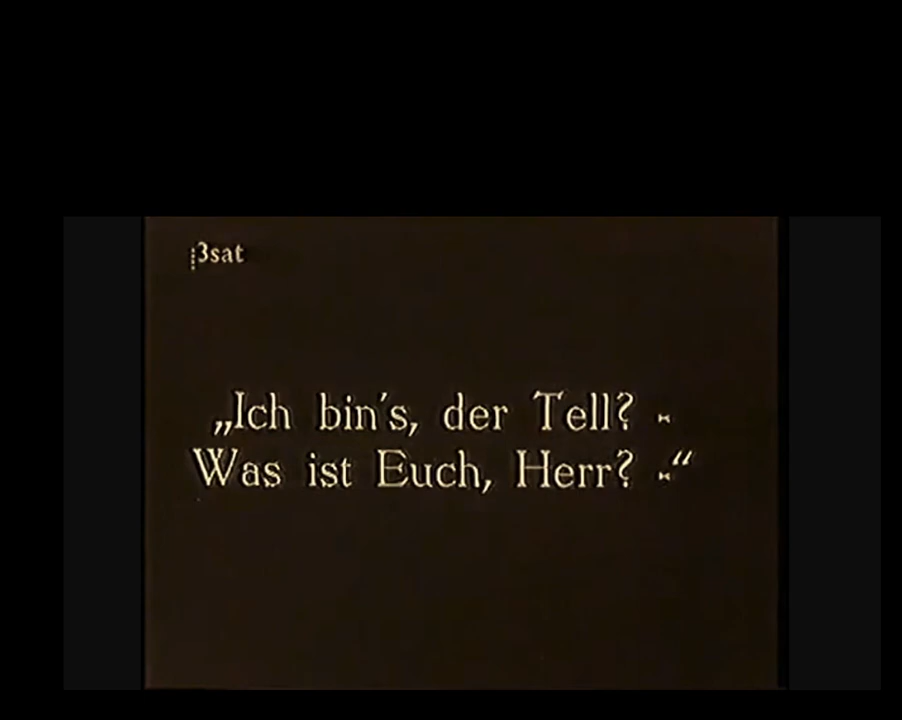 3sat
„Ich bin's, der Tell? -
Was ist Euch, Herr? -“